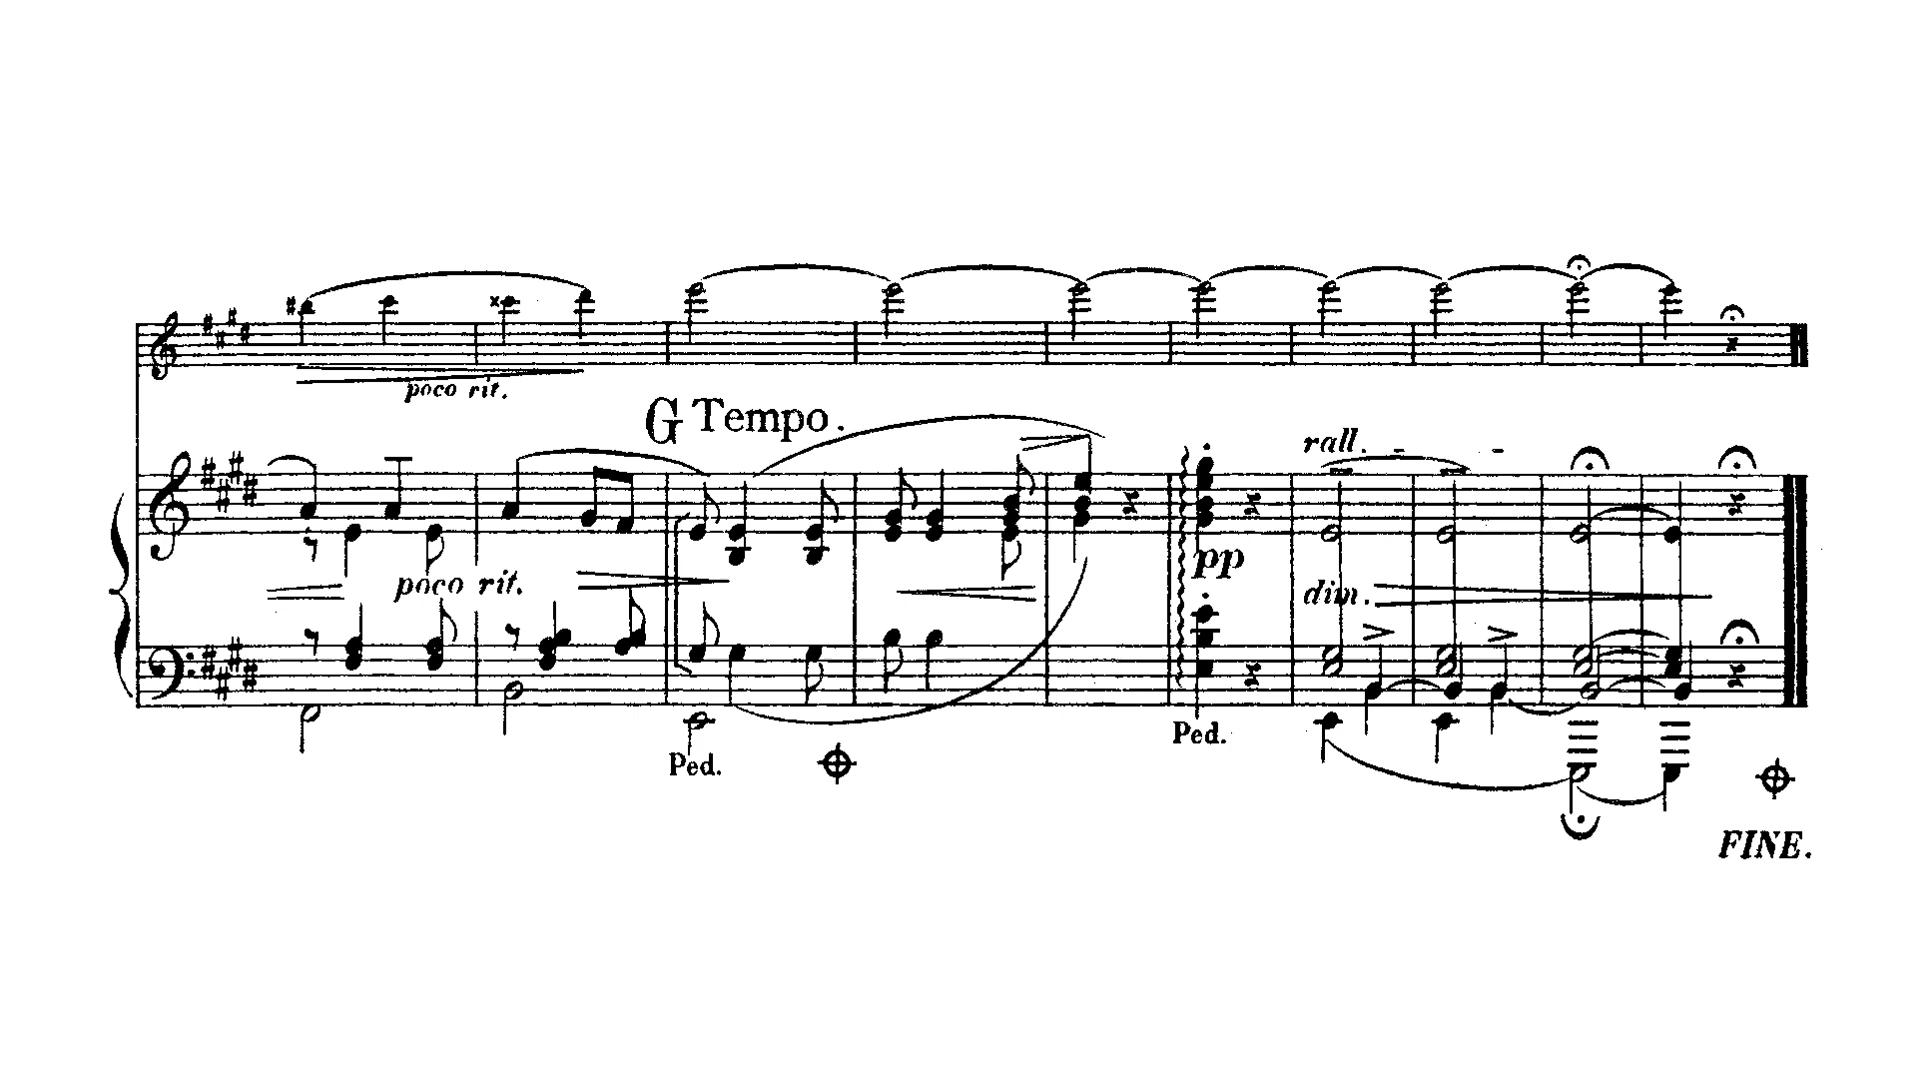 poco rit.
G Tempo.
rall. - -
poco rit.
pp
dim.
Ped.
Ped.
FINE.